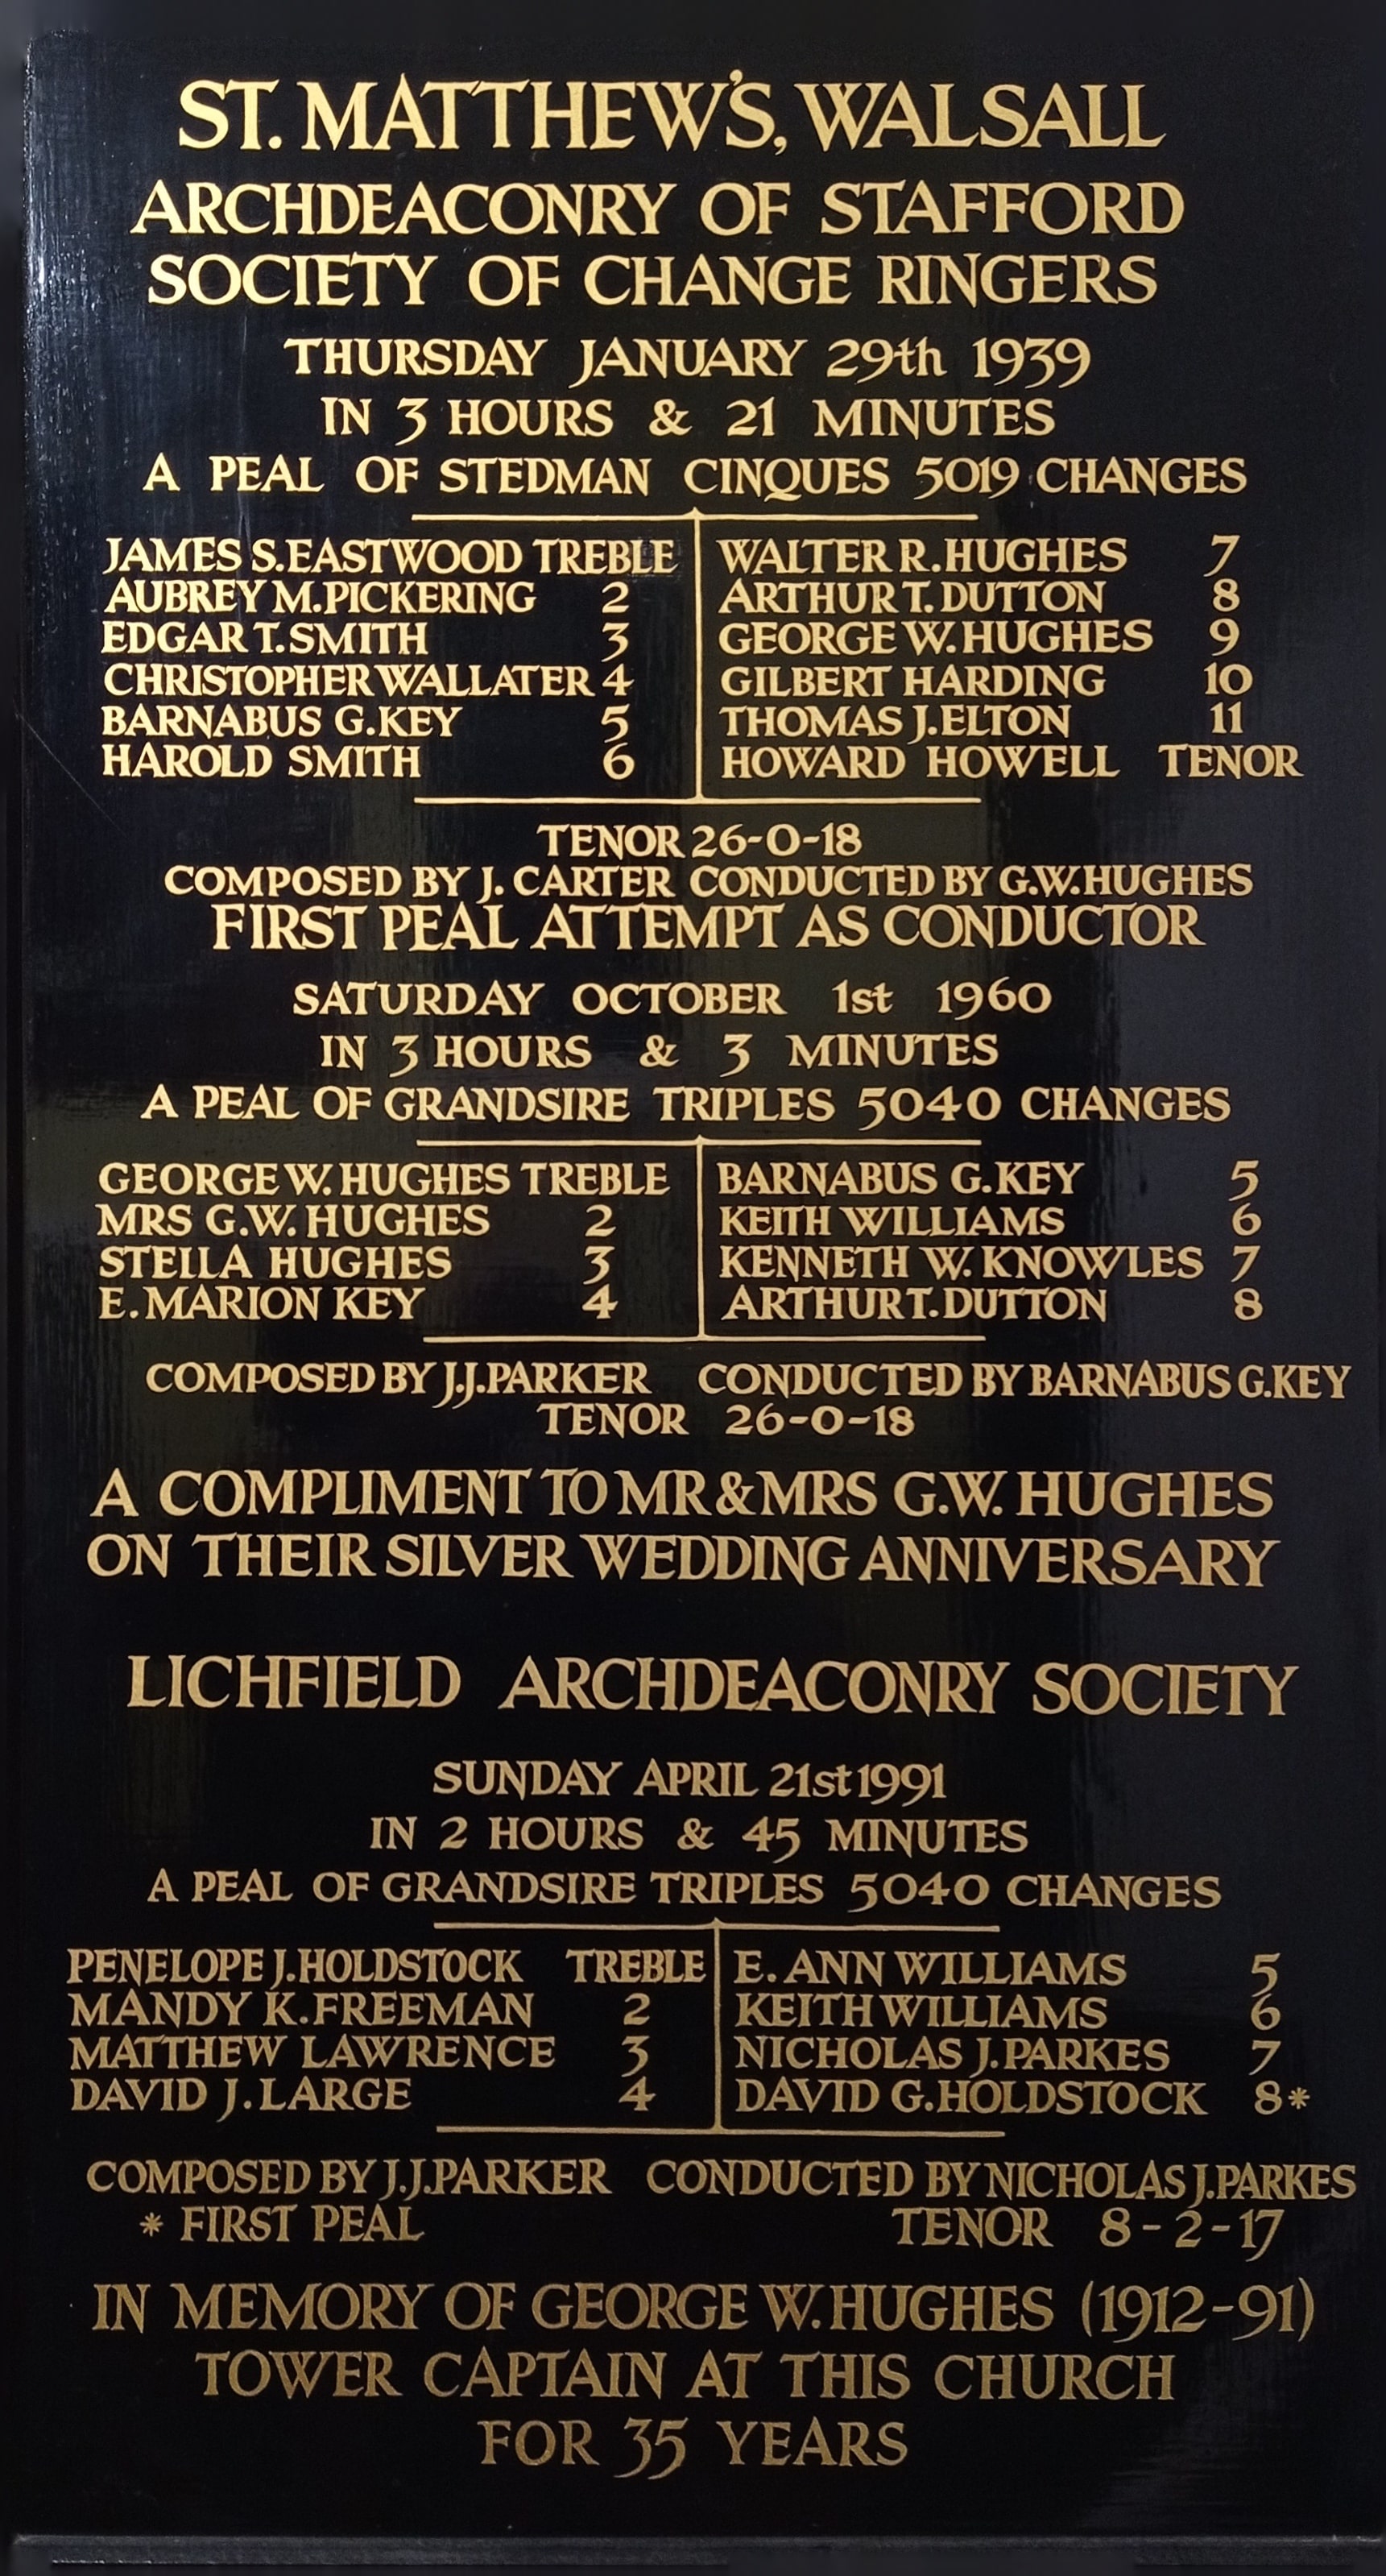 ST. MATTHEW'S, WALSALL
ARCHDEACONRY OF STAFFORD
SOCIETY OF CHANGE RINGERS
THURSDAY JANUARY 29th 1939
IN 3 HOURS & 21 MINUTES
A PEAL OF STEDMAN CINQUES 5019 CHANGES
JAMES S. EASTWOOD TREBLE
AUBREY M. PICKERING 2
EDGAR T. SMITH 3
CHRISTOPHER WALLATER 4
BARNABUS G. KEY 5
HAROLD SMITH 6
WALTER R. HUGHES 7
ARTHUR T. DUTTON 8
GEORGE W. HUGHES 9
GILBERT HARDING 10
THOMAS J. ELTON 11
HOWARD HOWELL TENOR
TENOR 26-0-18
COMPOSED BY J. CARTER CONDUCTED BY G.W. HUGHES
FIRST PEAL ATTEMPT AS CONDUCTOR
SATURDAY OCTOBER 1st 1960
IN 3 HOURS & 3 MINUTES
A PEAL OF GRANDSIRE TRIPLES 5040 CHANGES
GEORGE W. HUGHES TREBLE
MRS G.W. HUGHES 2
STELLA HUGHES 3
E. MARION KEY 4
BARNABUS G. KEY 5
KEITH WILLIAMS 6
KENNETH W. KNOWLES 7
ARTHUR T. DUTTON 8
COMPOSED BY J.J. PARKER CONDUCTED BY BARNABUS G. KEY
TENOR 26-0-18
A COMPLIMENT TO MR & MRS G.W. HUGHES
ON THEIR SILVER WEDDING ANNIVERSARY
LICHFIELD ARCHDEACONRY SOCIETY
SUNDAY APRIL 21st 1991
IN 2 HOURS & 45 MINUTES
A PEAL OF GRANDSIRE TRIPLES 5040 CHANGES
PENELOPE J. HOLDSTOCK TREBLE
MANDY K. FREEMAN 2
MATTHEW LAWRENCE 3
DAVID J. LARGE 4
E. ANN WILLIAMS 5
KEITH WILLIAMS 6
NICHOLAS J. PARKES 7
DAVID G. HOLDSTOCK 8*
COMPOSED BY J.J. PARKER CONDUCTED BY NICHOLAS J. PARKES
* FIRST PEAL TENOR 8-2-17
IN MEMORY OF GEORGE W. HUGHES (1912-91)
TOWER CAPTAIN AT THIS CHURCH
FOR 35 YEARS